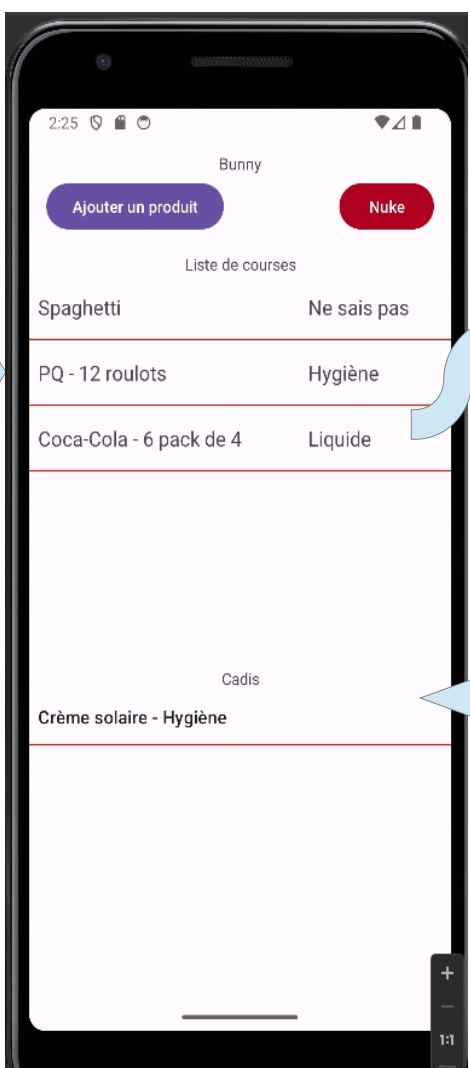 2:25
Bunny
Ajouter un produit Nuke
Liste de courses
Spaghetti Ne sais pas
PQ - 12 roulots Hygiène
Coca-Cola - 6 pack de 4 Liquide
Cadis
Crème solaire - Hygiène
+
−
1:1